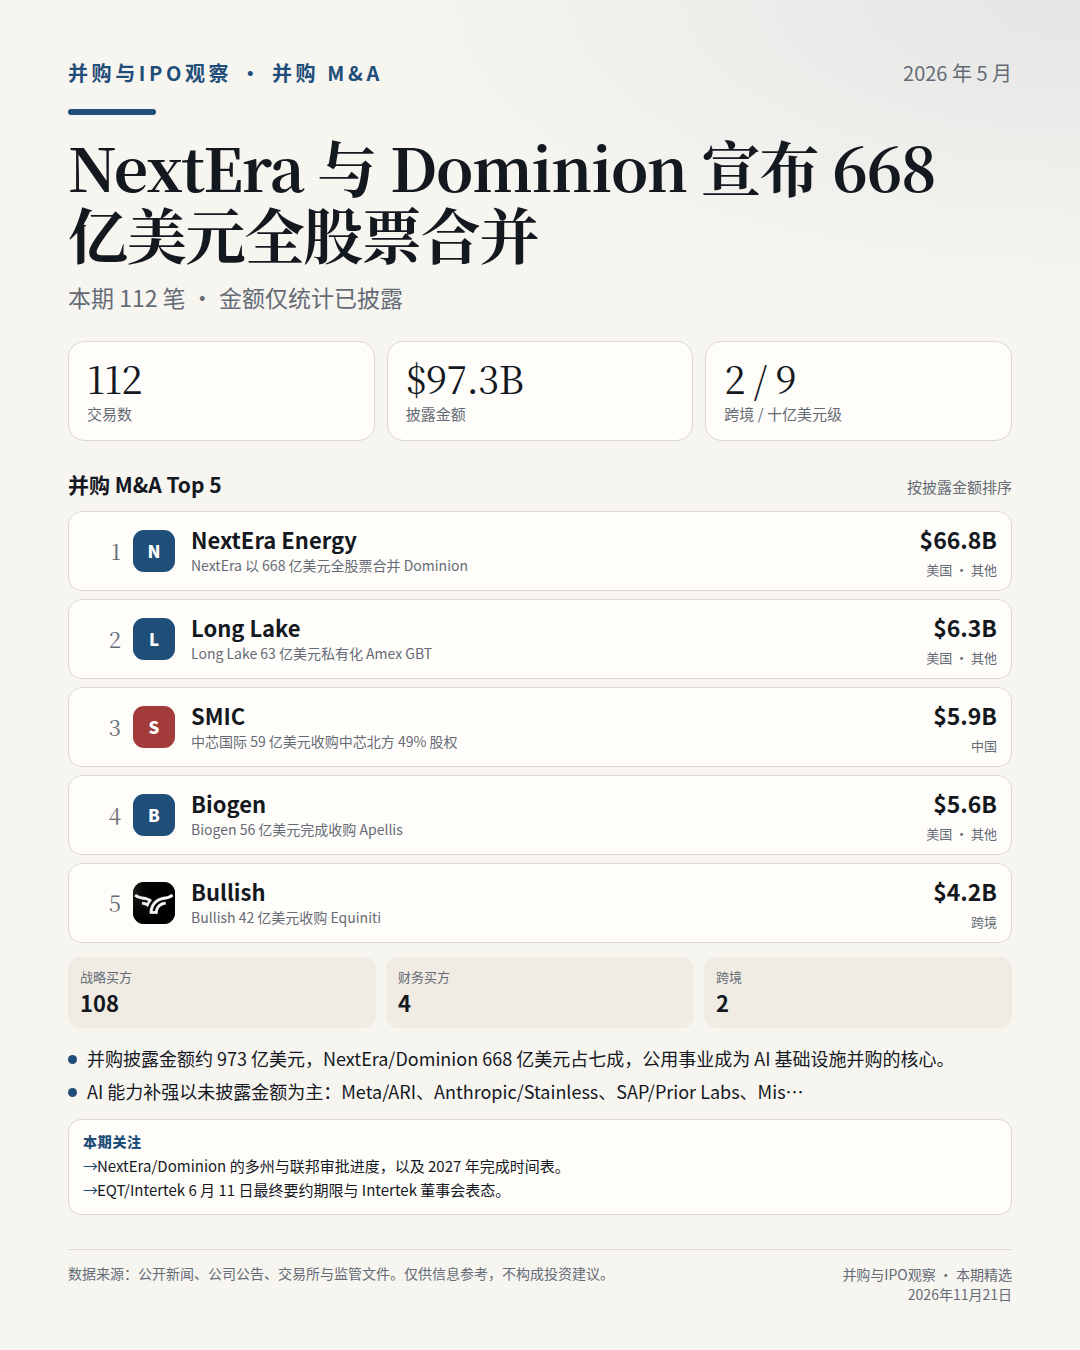 并购与IPO观察 · 并购 M&A
2026 年 5 月
NextEra 与 Dominion 宣布 668
亿美元全股票合并
本期 112 笔 · 金额仅统计已披露
112
交易数
$97.3B
披露金额
2 / 9
跨境 / 十亿美元级
并购 M&A Top 5
按披露金额排序
1
N
NextEra Energy
NextEra 以 668 亿美元全股票合并 Dominion
$66.8B
美国 · 其他
2
L
Long Lake
Long Lake 63 亿美元私有化 Amex GBT
$6.3B
美国 · 其他
3
S
SMIC
中芯国际 59 亿美元收购中芯北方 49% 股权
$5.9B
中国
4
B
Biogen
Biogen 56 亿美元完成收购 Apellis
$5.6B
美国 · 其他
5
Bullish
Bullish 42 亿美元收购 Equiniti
$4.2B
跨境
战略买方
108
财务买方
4
跨境
2
并购披露金额约 973 亿美元，NextEra/Dominion 668 亿美元占七成，公用事业成为 AI 基础设施并购的核心。
AI 能力补强以未披露金额为主：Meta/ARI、Anthropic/Stainless、SAP/Prior Labs、Mis…
本期关注
→NextEra/Dominion 的多州与联邦审批进度，以及 2027 年完成时间表。
→EQT/Intertek 6 月 11 日最终要约期限与 Intertek 董事会表态。
数据来源：公开新闻、公司公告、交易所与监管文件。仅供信息参考，不构成投资建议。
并购与IPO观察 · 本期精选
2026年11月21日